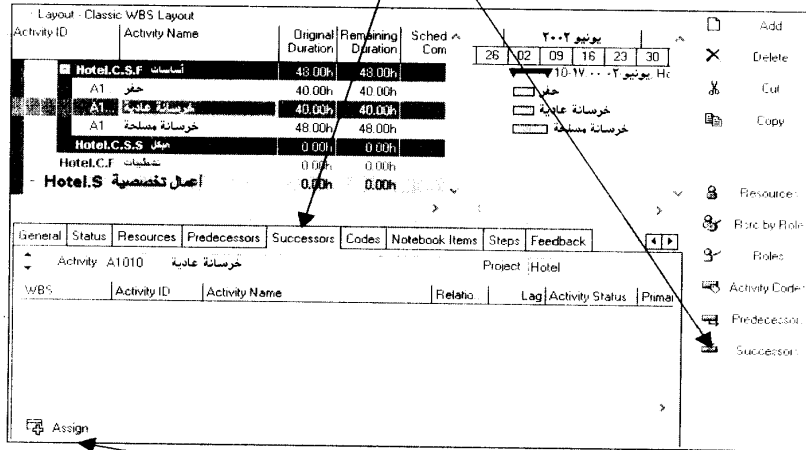 Layout - Classic WBS Layout
Activity ID Activity Name Original Duration Remaining Duration Sched Com
يونيو ٢٠٠٢
26 02 09 16 23 30
Hotel.C.S.F أساسات 48.00h 48.00h
A1 حفر 40.00h 40.00h حفر
A1... خرسانة عادية 40.00h 40.00h خرسانة عادية
A1 خرسانة مسلحة 48.00h 48.00h خرسانة مسلحة
Hotel.C.S.S هيكل 0.00h 0.00h
Hotel.C.F تشطيبات 0.00h 0.00h
Hotel.S أعمال تخصصية 0.00h 0.00h
Add
Delete
Cut
Copy
Resources
Rsrc by Role
Roles
Activity Codes
Predecessors
Successors
General Status Resources Predecessors Successors Codes Notebook Items Steps Feedback
Activity A1010 خرسانة عادية Project Hotel
WBS Activity ID Activity Name Relatio... Lag Activity Status Primar
Assign